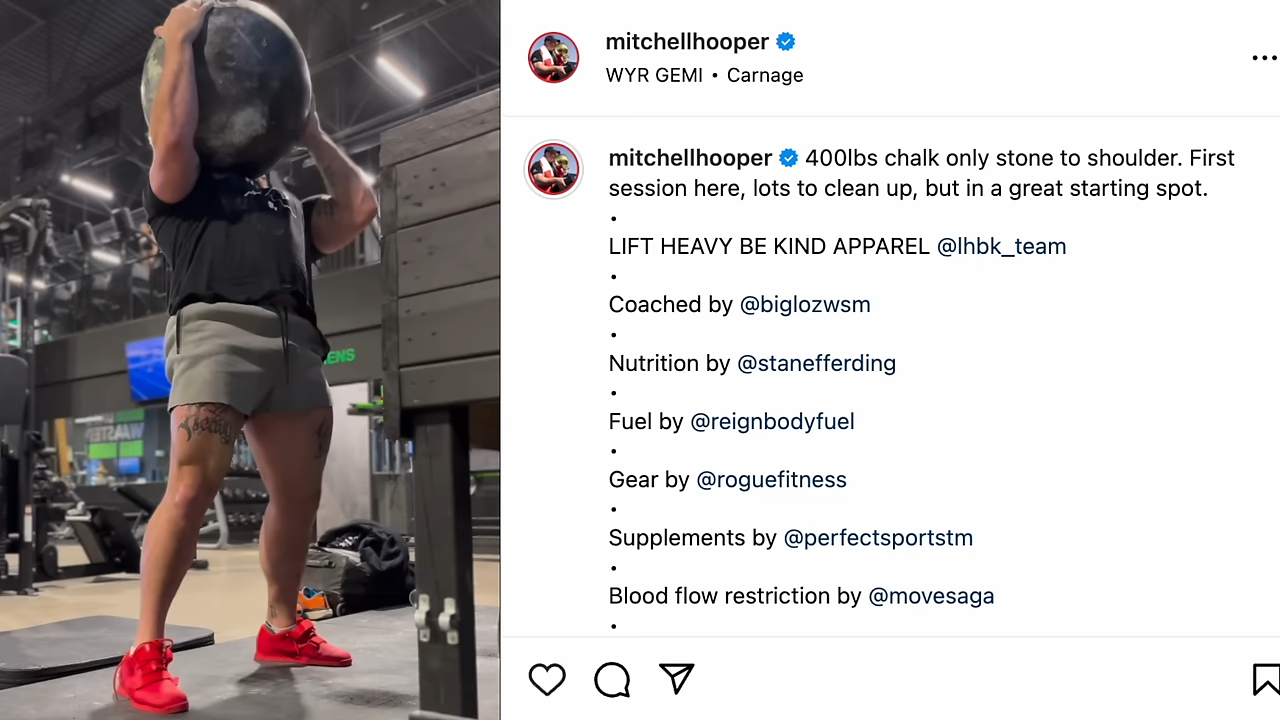 mitchellhooper
WYR GEMI • Carnage
mitchellhooper 400lbs chalk only stone to shoulder. First
session here, lots to clean up, but in a great starting spot.
•
LIFT HEAVY BE KIND APPAREL @lhbk_team
•
Coached by @biglozwsm
•
Nutrition by @stanefferding
•
Fuel by @reignbodyfuel
•
Gear by @roguefitness
•
Supplements by @perfectsportstm
•
Blood flow restriction by @movesaga
•